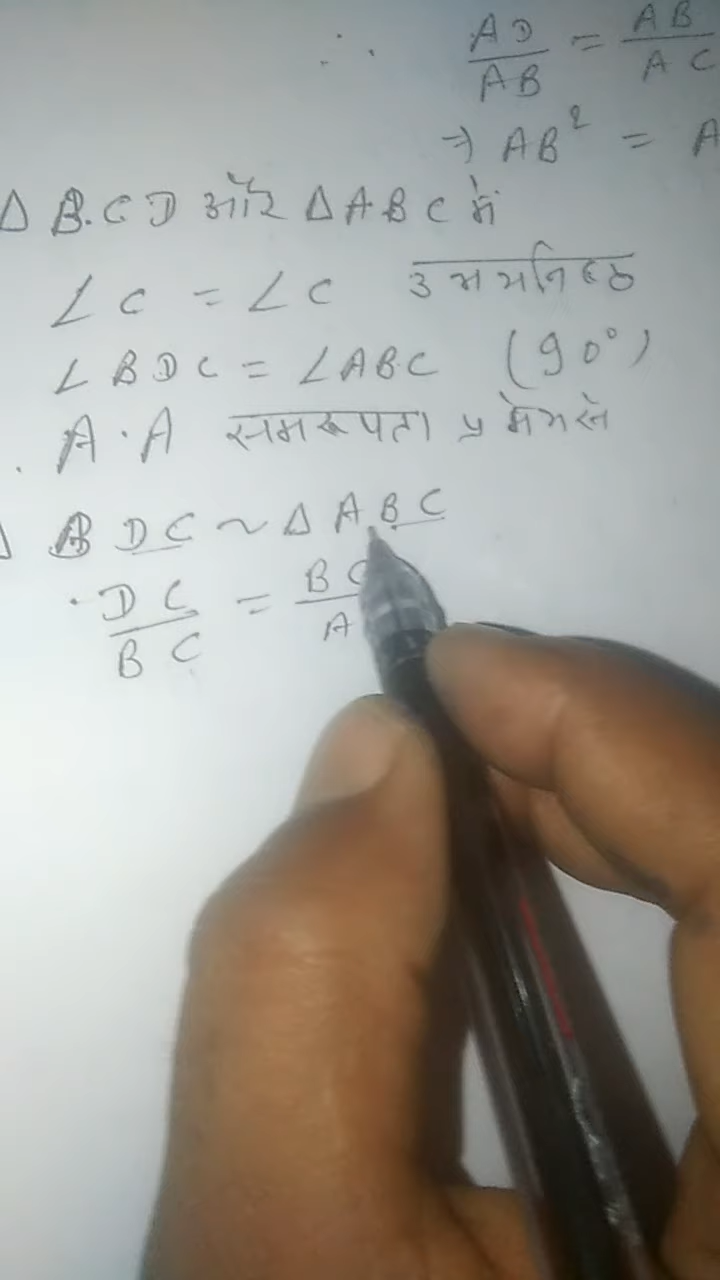 ∴ AD/AB = AB/AC
⇒ AB² = A
Δ B.CD और Δ ABC में
∠C = ∠C उभयनिष्ठ
∠BDC = ∠ABC (90°)
A.A समरूपता प्रमेय से
Δ BDC ~ Δ ABC
DC/BC = BC/A